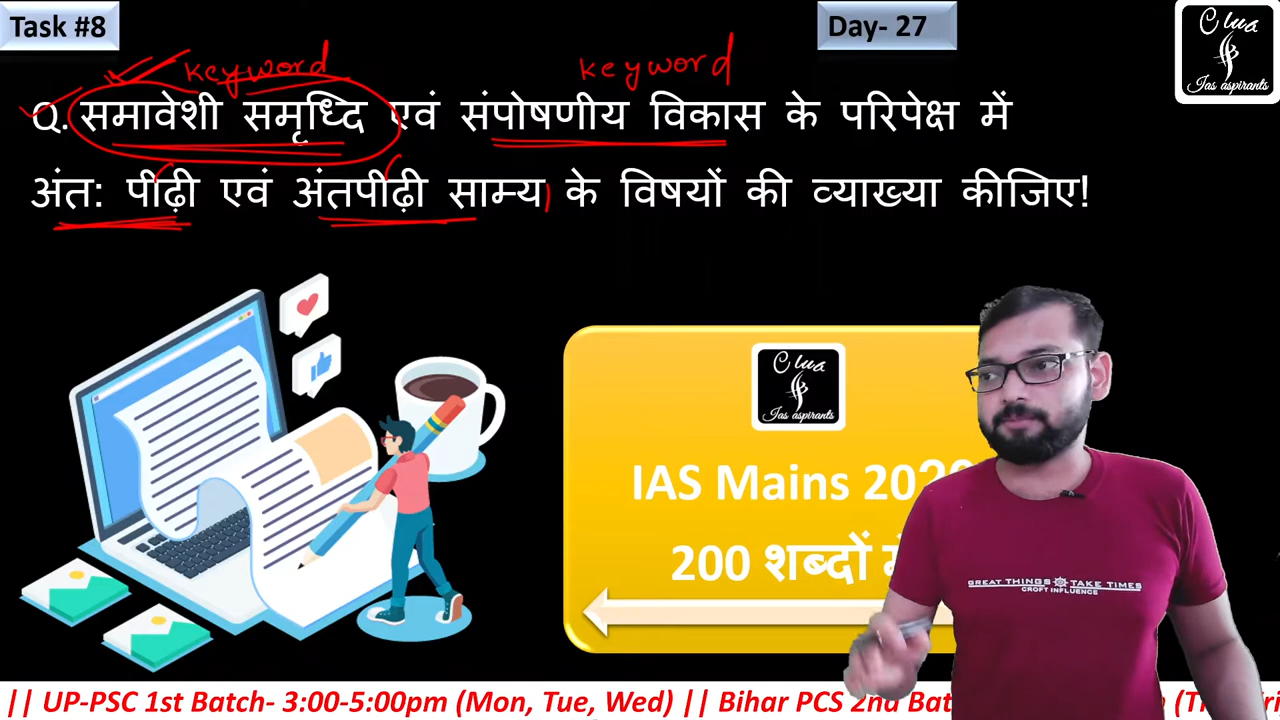 Task #8
Day- 27
Clua
Ias aspirants
keyword
keyword
Q. समावेशी समृध्दि एवं संपोषणीय विकास के परिपेक्ष में
अंत: पीढ़ी एवं अंतपीढ़ी साम्य के विषयों की व्याख्या कीजिए!
Clua
Ias aspirants
IAS Mains 2020
200 शब्दों में
GREAT THINGS TAKE TIMES
CROFT INFLUENCE
|| UP-PSC 1st Batch- 3:00-5:00pm (Mon, Tue, Wed) || Bihar PCS 2nd